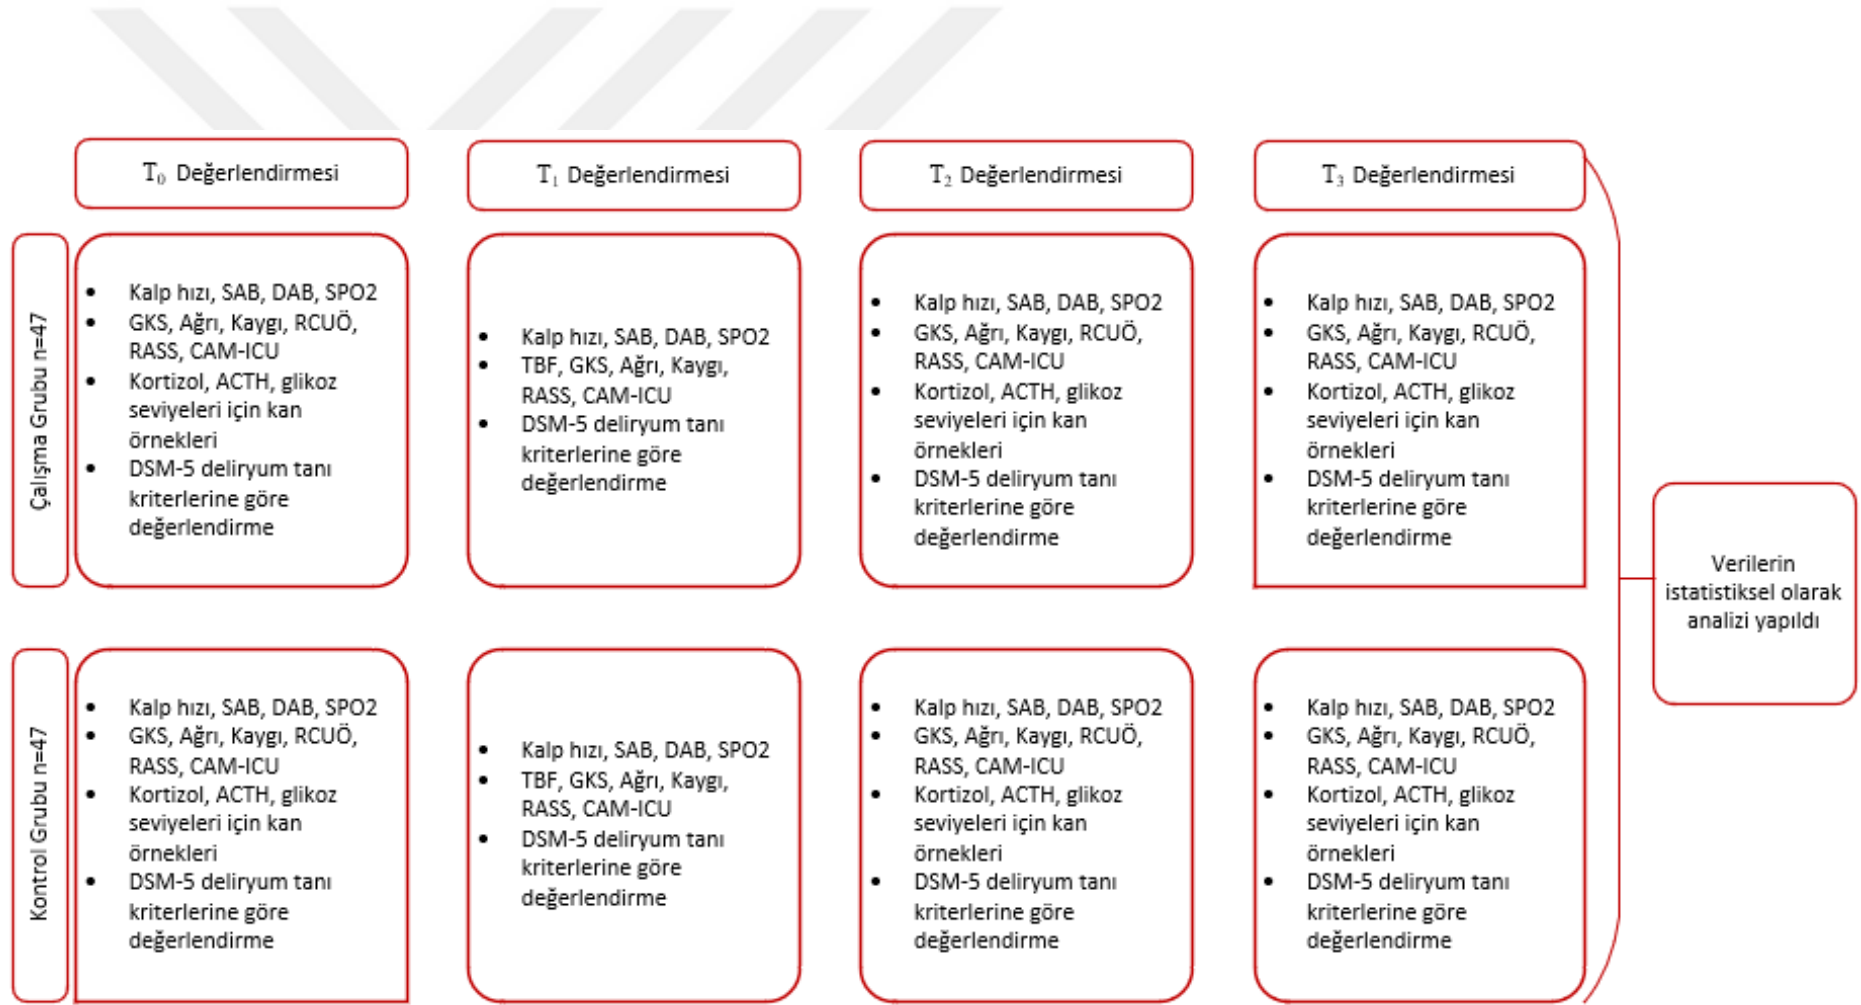 T₀ Değerlendirmesi
T₁ Değerlendirmesi
T₂ Değerlendirmesi
T₃ Değerlendirmesi
Çalışma Grubu n=47
• Kalp hızı, SAB, DAB, SPO2
• GKS, Ağrı, Kaygı, RCUÖ,
RASS, CAM-ICU
• Kortizol, ACTH, glikoz
seviyeleri için kan
örnekleri
• DSM-5 deliryum tanı
kriterlerine göre
değerlendirme
• Kalp hızı, SAB, DAB, SPO2
• TBF, GKS, Ağrı, Kaygı,
RASS, CAM-ICU
• DSM-5 deliryum tanı
kriterlerine göre
değerlendirme
• Kalp hızı, SAB, DAB, SPO2
• GKS, Ağrı, Kaygı, RCUÖ,
RASS, CAM-ICU
• Kortizol, ACTH, glikoz
seviyeleri için kan
örnekleri
• DSM-5 deliryum tanı
kriterlerine göre
değerlendirme
• Kalp hızı, SAB, DAB, SPO2
• GKS, Ağrı, Kaygı, RCUÖ,
RASS, CAM-ICU
• Kortizol, ACTH, glikoz
seviyeleri için kan
örnekleri
• DSM-5 deliryum tanı
kriterlerine göre
değerlendirme
Kontrol Grubu n=47
• Kalp hızı, SAB, DAB, SPO2
• GKS, Ağrı, Kaygı, RCUÖ,
RASS, CAM-ICU
• Kortizol, ACTH, glikoz
seviyeleri için kan
örnekleri
• DSM-5 deliryum tanı
kriterlerine göre
değerlendirme
• Kalp hızı, SAB, DAB, SPO2
• TBF, GKS, Ağrı, Kaygı,
RASS, CAM-ICU
• DSM-5 deliryum tanı
kriterlerine göre
değerlendirme
• Kalp hızı, SAB, DAB, SPO2
• GKS, Ağrı, Kaygı, RCUÖ,
RASS, CAM-ICU
• Kortizol, ACTH, glikoz
seviyeleri için kan
örnekleri
• DSM-5 deliryum tanı
kriterlerine göre
değerlendirme
• Kalp hızı, SAB, DAB, SPO2
• GKS, Ağrı, Kaygı, RCUÖ,
RASS, CAM-ICU
• Kortizol, ACTH, glikoz
seviyeleri için kan
örnekleri
• DSM-5 deliryum tanı
kriterlerine göre
değerlendirme
Verilerin
istatistiksel olarak
analizi yapıldı